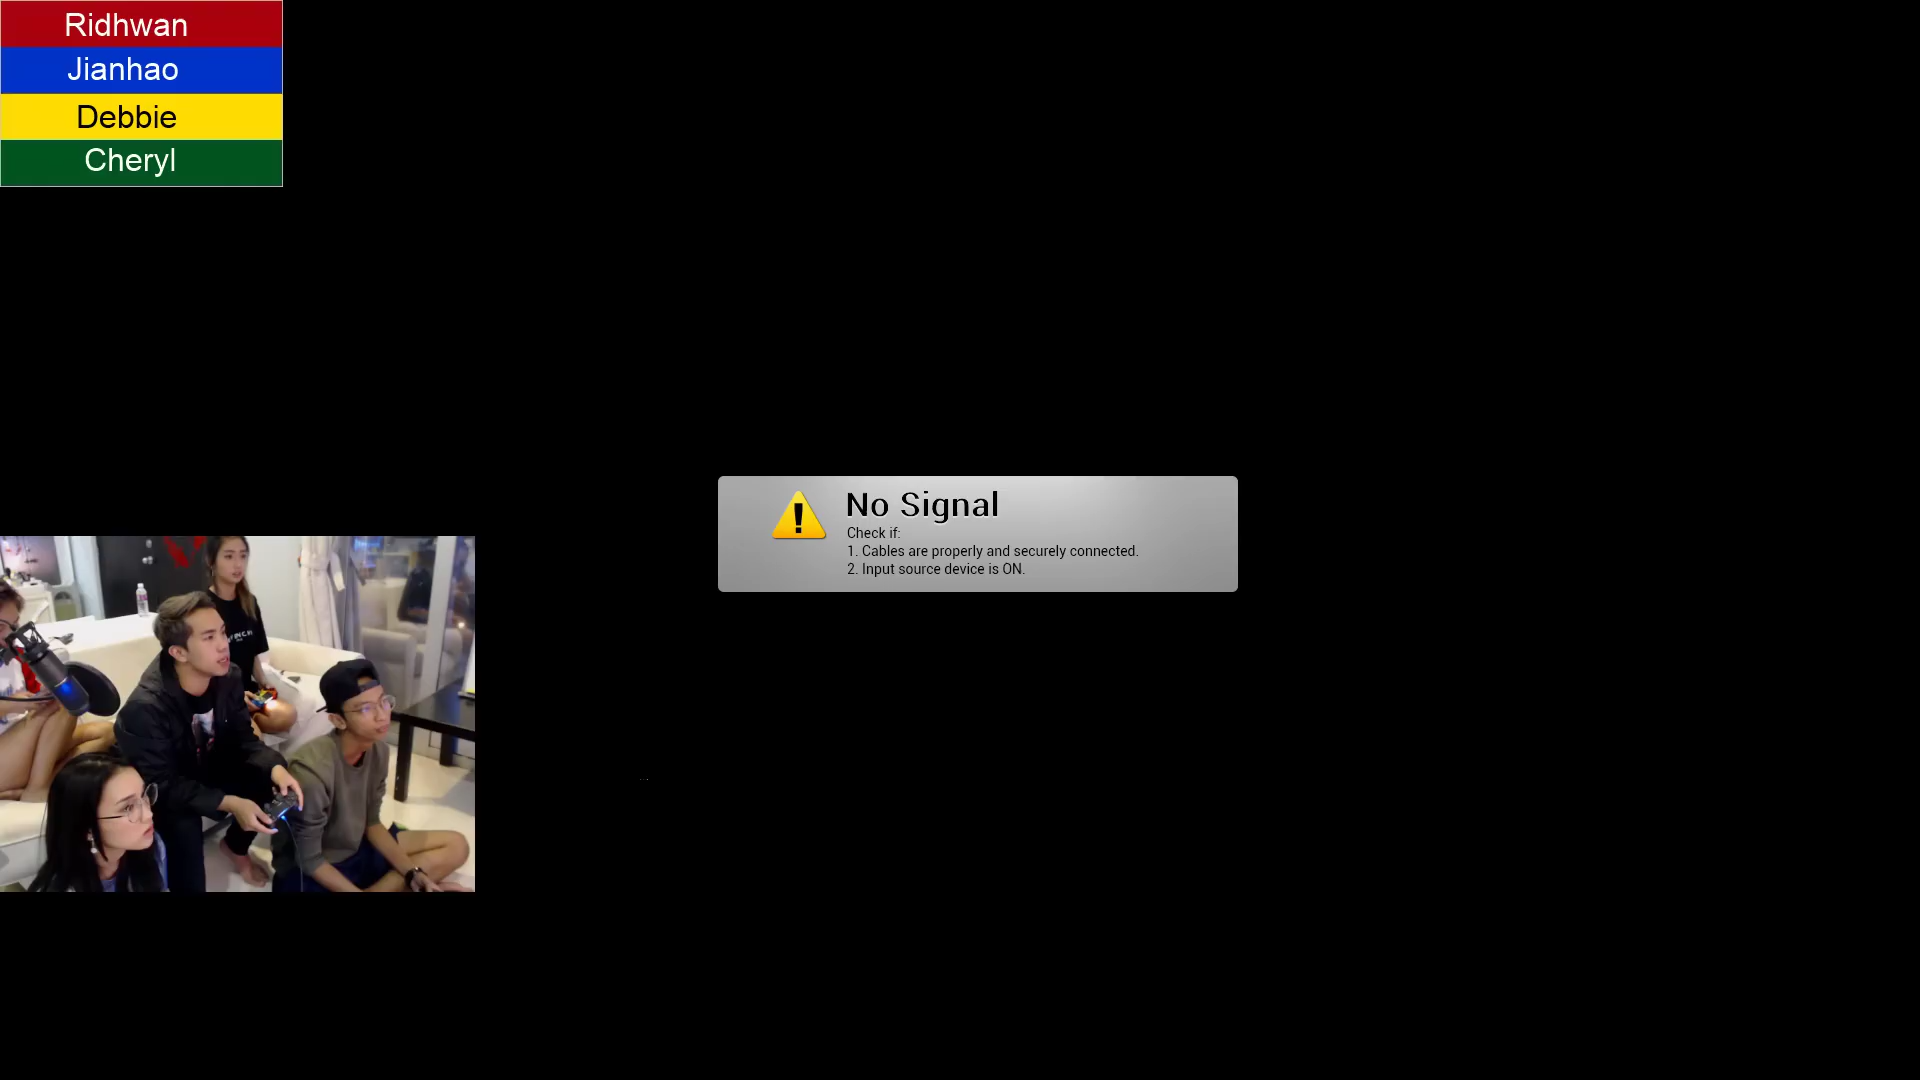 Ridhwan
Jianhao
Debbie
Cheryl
No Signal
Check if:
1. Cables are properly and securely connected.
2. Input source device is ON.